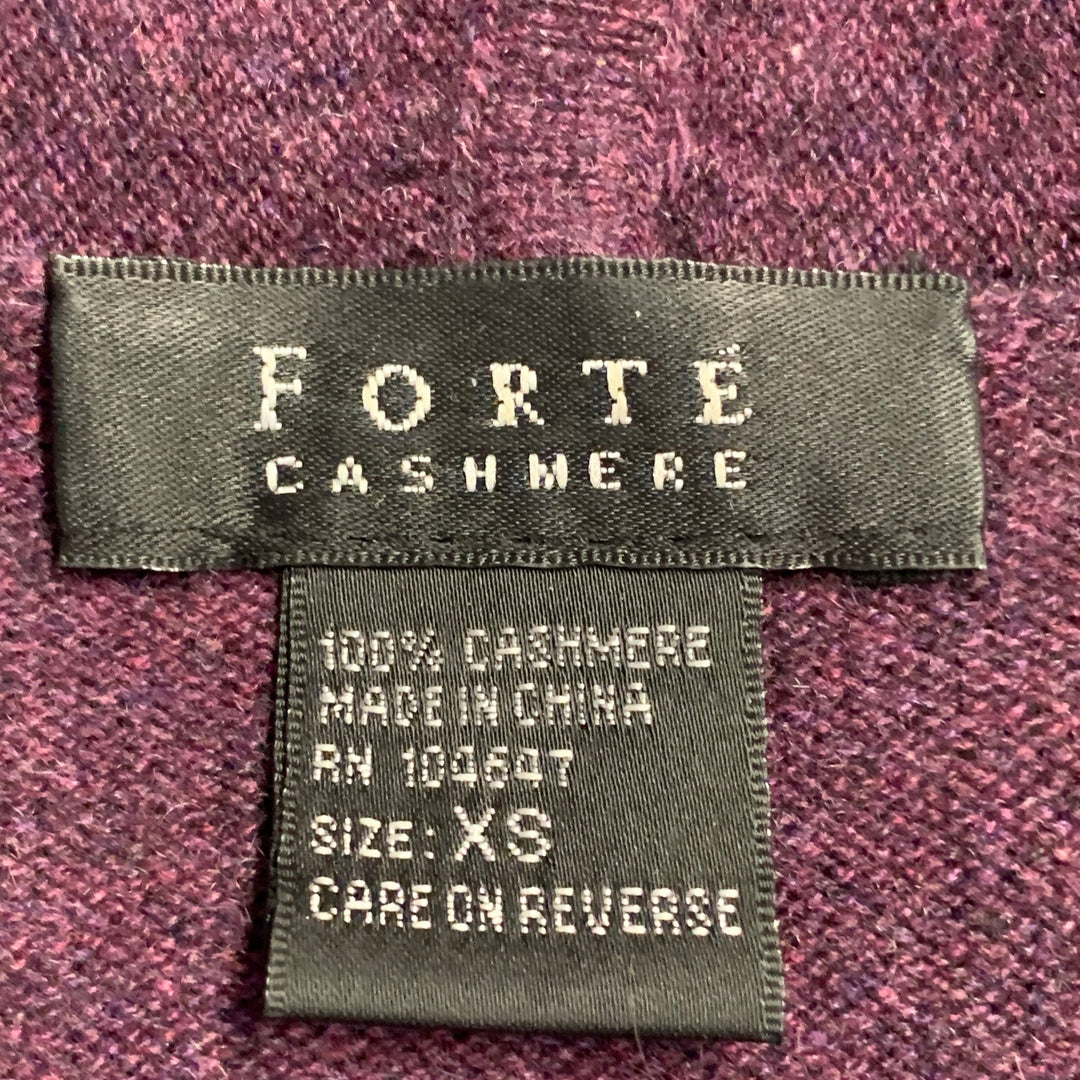 FORTÉ
CASHMERE
100% CASHMERE
MADE IN CHINA
RN 104647
SIZE: XS
CARE ON REVERSE